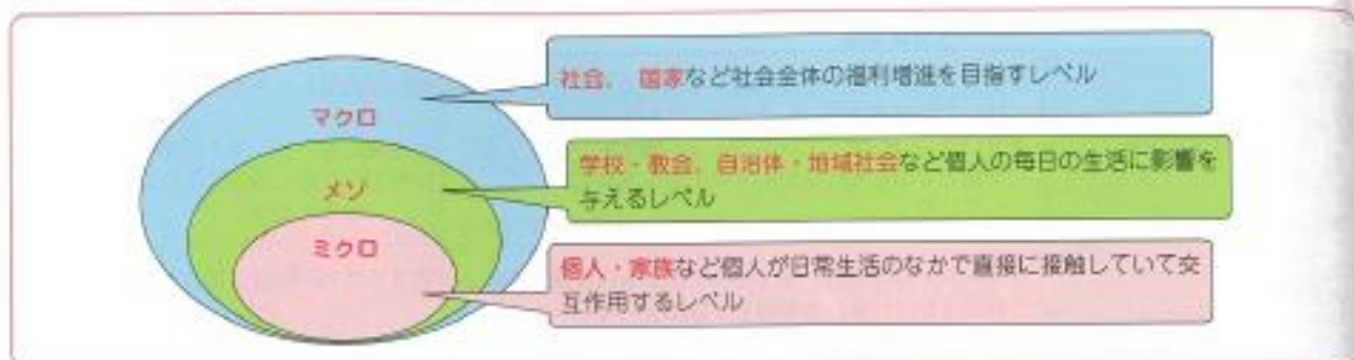 マクロ
社会、国家など社会全体の福利増進を目指すレベル
メゾ
学校・教会、自治体・地域社会など個人の毎日の生活に影響を
与えるレベル
ミクロ
個人・家族など個人が日常生活のなかで直接に接触していて交
互作用するレベル